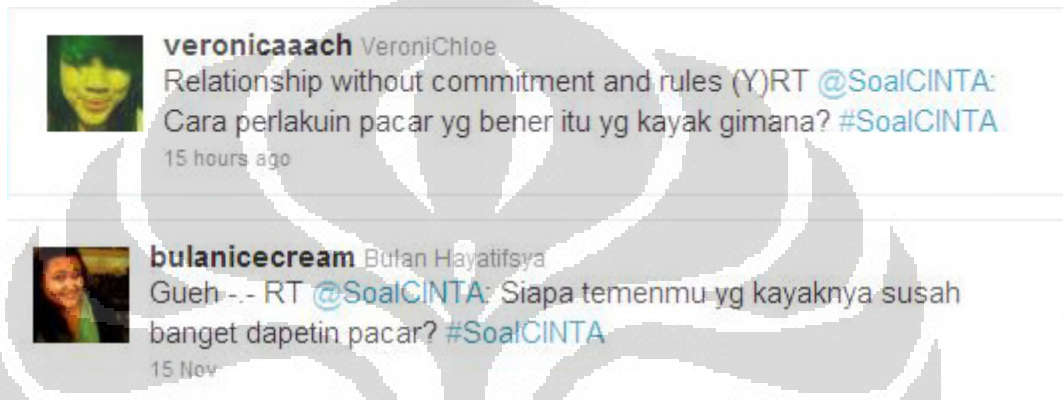 veronicaaach VeroniChloe
Relationship without commitment and rules (Y)RT @SoalCINTA:
Cara perlakuin pacar yg bener itu yg kayak gimana? #SoalCINTA
15 hours ago
bulanicecream Bulan Hayatifsya
Gueh -.- RT @SoalCINTA: Siapa temenmu yg kayaknya susah
banget dapetin pacar? #SoalCINTA
15 Nov